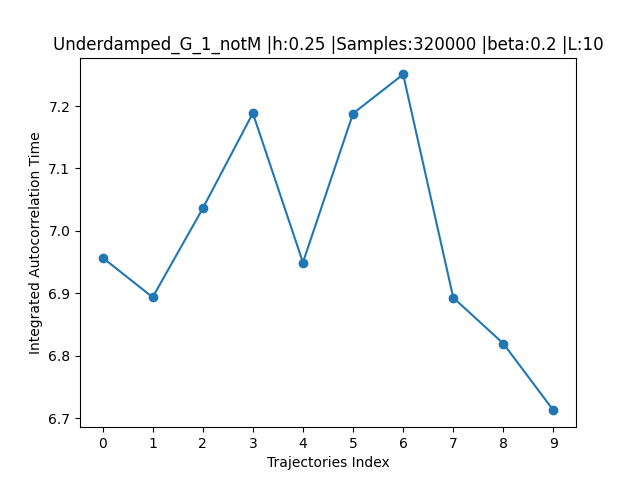 Underdamped_G_1_notM |h:0.25 |Samples:320000 |beta:0.2 |L:10
Integrated Autocorrelation Time
7.2
7.1
7.0
6.9
6.8
6.7
0 1 2 3 4 5 6 7 8 9
Trajectories Index